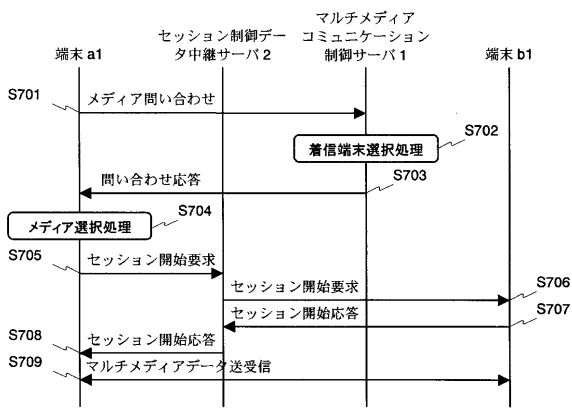 端末 a1
セッション制御デー
タ中継サーバ 2
マルチメディア
コミュニケーション
制御サーバ 1
端末 b1
S701
メディア問い合わせ
S702
着信端末選択処理
問い合わせ応答
S703
S704
メディア選択処理
S705
セッション開始要求
セッション開始要求
S706
セッション開始応答
S707
S708
セッション開始応答
S709
マルチメディアデータ送受信